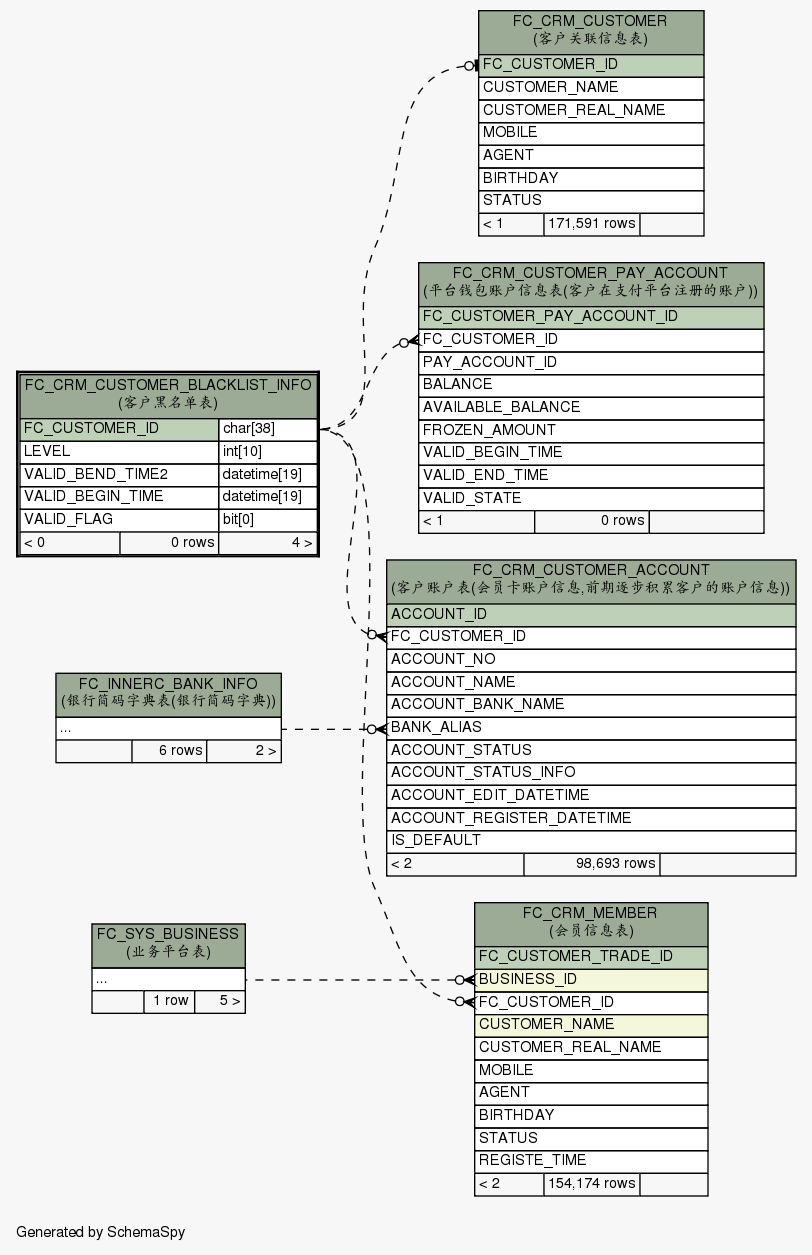 FC_CRM_CUSTOMER
(客户关联信息表)
FC_CUSTOMER_ID
CUSTOMER_NAME
CUSTOMER_REAL_NAME
MOBILE
AGENT
BIRTHDAY
STATUS
< 1 171,591 rows
FC_CRM_CUSTOMER_PAY_ACCOUNT
(平台钱包账户信息表(客户在支付平台注册的账户))
FC_CUSTOMER_PAY_ACCOUNT_ID
FC_CUSTOMER_ID
PAY_ACCOUNT_ID
BALANCE
AVAILABLE_BALANCE
FROZEN_AMOUNT
VALID_BEGIN_TIME
VALID_END_TIME
VALID_STATE
< 1 0 rows
FC_CRM_CUSTOMER_BLACKLIST_INFO
(客户黑名单表)
FC_CUSTOMER_ID char[38]
LEVEL int[10]
VALID_BEND_TIME2 datetime[19]
VALID_BEGIN_TIME datetime[19]
VALID_FLAG bit[0]
< 0 0 rows 4 >
FC_CRM_CUSTOMER_ACCOUNT
(客户账户表(会员卡账户信息,前期逐步积累客户的账户信息))
ACCOUNT_ID
FC_CUSTOMER_ID
ACCOUNT_NO
ACCOUNT_NAME
ACCOUNT_BANK_NAME
BANK_ALIAS
ACCOUNT_STATUS
ACCOUNT_STATUS_INFO
ACCOUNT_EDIT_DATETIME
ACCOUNT_REGISTER_DATETIME
IS_DEFAULT
< 2 98,693 rows
FC_INNERC_BANK_INFO
(银行简码字典表(银行简码字典))
...
6 rows 2 >
FC_SYS_BUSINESS
(业务平台表)
...
1 row 5 >
FC_CRM_MEMBER
(会员信息表)
FC_CUSTOMER_TRADE_ID
BUSINESS_ID
FC_CUSTOMER_ID
CUSTOMER_NAME
CUSTOMER_REAL_NAME
MOBILE
AGENT
BIRTHDAY
STATUS
REGISTE_TIME
< 2 154,174 rows
Generated by SchemaSpy